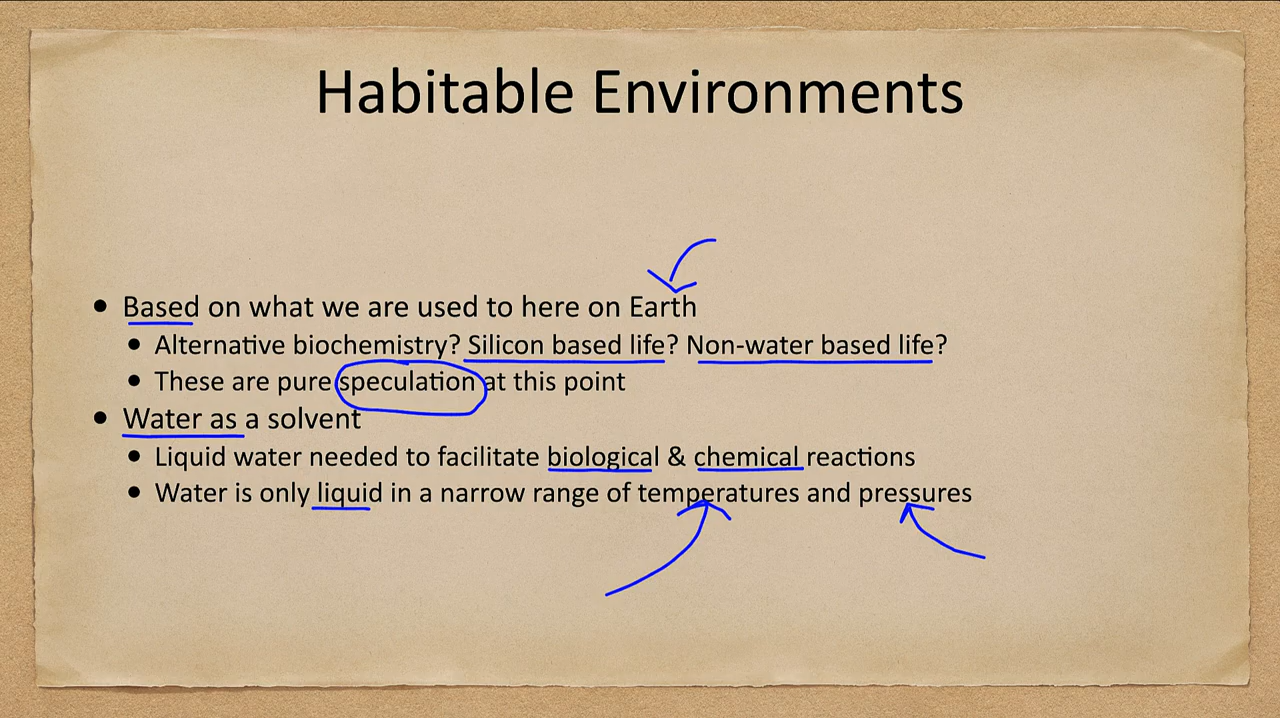 Habitable Environments
• Based on what we are used to here on Earth
• Alternative biochemistry? Silicon based life? Non-water based life?
• These are pure speculation at this point
• Water as a solvent
• Liquid water needed to facilitate biological & chemical reactions
• Water is only liquid in a narrow range of temperatures and pressures